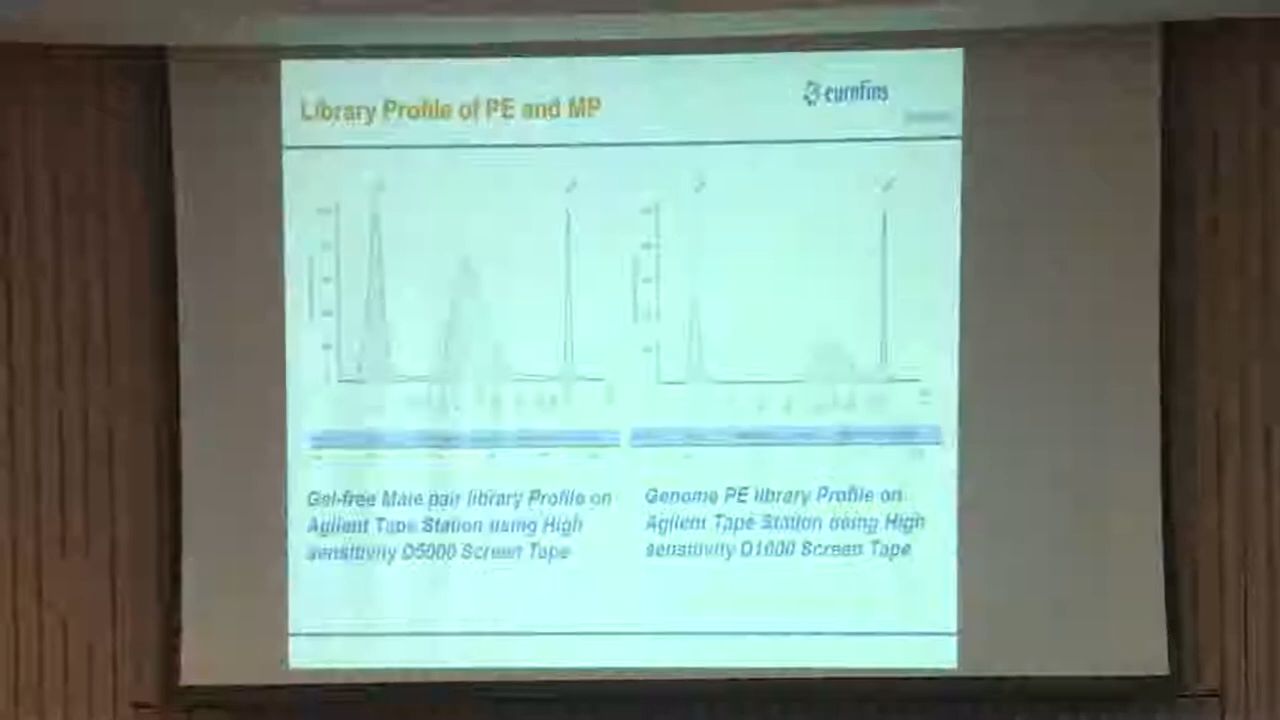 Library Profile of PE and MP
eurofins
Gel-free Mate pair library Profile on
Agilent Tape Station using High
sensitivity D5000 Screen Tape
Genome PE library Profile on
Agilent Tape Station using High
sensitivity D1000 Screen Tape